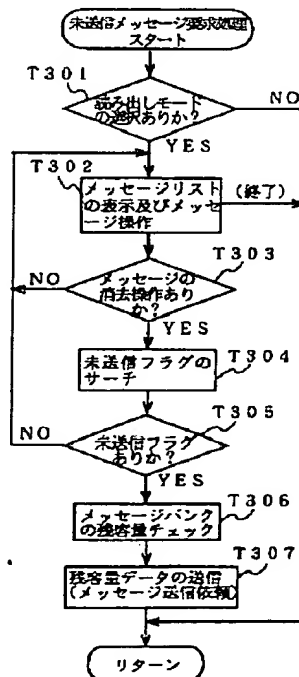 未送信メッセージ要求処理
スタート
T301
読み出しモード
の選択ありか?
NO
YES
T302
メッセージリスト
の表示及びメッセ
ージ操作
(終了)
T303
NO
メッセージの
消去操作あり
か?
YES
T304
未送信フラグの
サーチ
T305
NO
未送信フラグ
ありか?
YES
T306
メッセージバンク
の残容量チェック
T307
残容量データの送信
(メッセージ送信依頼)
リターン